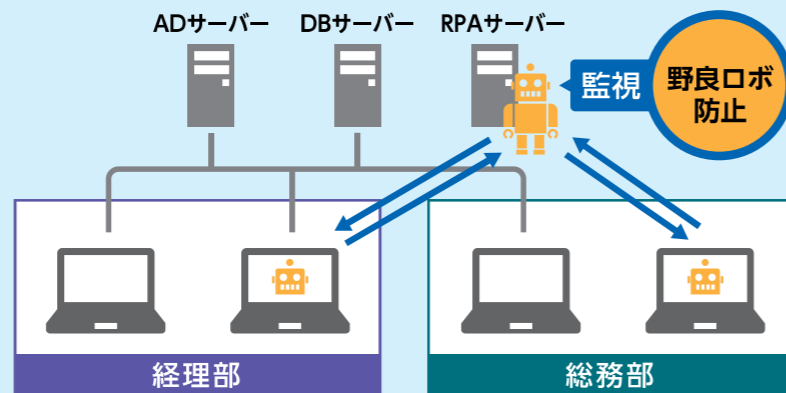 ADサーバー
DBサーバー
RPAサーバー
監視
野良ロボ
防止
経理部
総務部